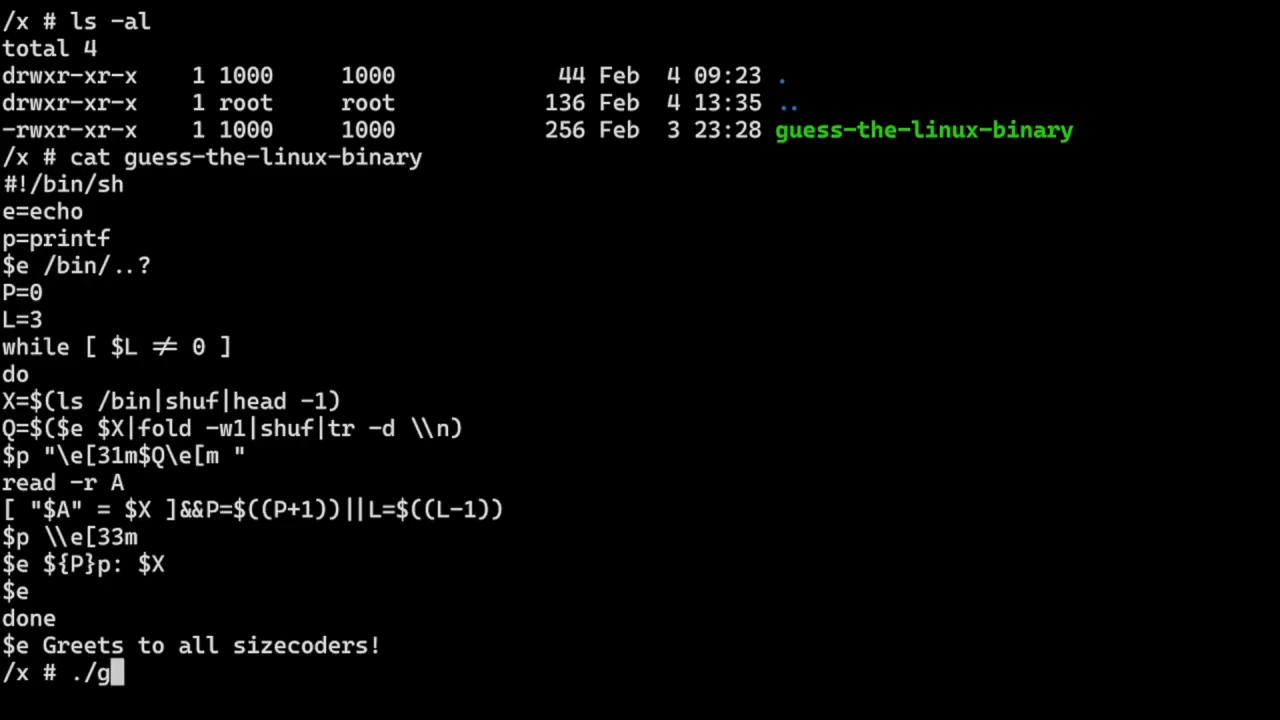 /x # ls -al
total 4
drwxr-xr-x    1 1000     1000            44 Feb  4 09:23 .
drwxr-xr-x    1 root     root           136 Feb  4 13:35 ..
-rwxr-xr-x    1 1000     1000           256 Feb  3 23:28 guess-the-linux-binary
/x # cat guess-the-linux-binary
#!/bin/sh
e=echo
p=printf
$e /bin/..?
P=0
L=3
while [ $L != 0 ]
do
X=$(ls /bin|shuf|head -1)
Q=$($e $X|fold -w1|shuf|tr -d \\n)
$p "\e[31m$Q\e[m "
read -r A
[ "$A" = $X ]&&P=$((P+1))||L=$((L-1))
$p \\e[33m
$e ${P}p: $X
$e
done
$e Greets to all sizecoders!
/x # ./g